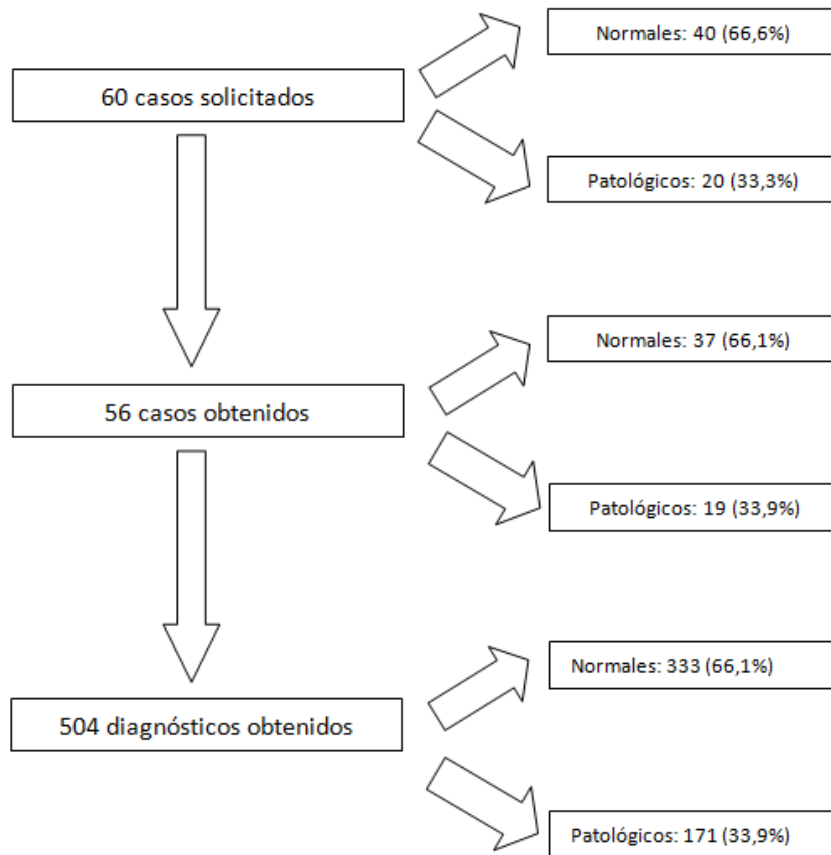 Normales: 40 (66,6%)
60 casos solicitados
Patológicos: 20 (33,3%)
Normales: 37 (66,1%)
56 casos obtenidos
Patológicos: 19 (33,9%)
Normales: 333 (66,1%)
504 diagnósticos obtenidos
Patológicos: 171 (33,9%)